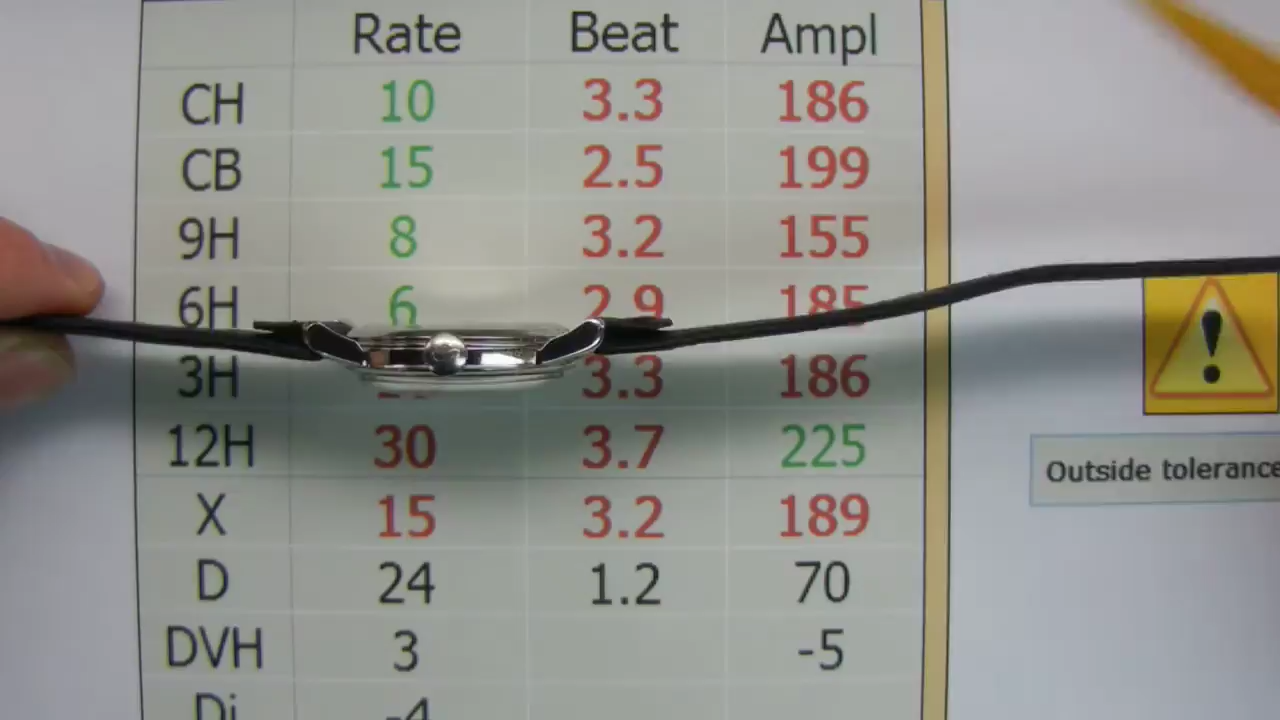 Rate Beat Ampl
CH 10 3.3 186
CB 15 2.5 199
9H 8 3.2 155
6H 6 2.9 185
3H 3.3 186
12H 30 3.7 225
X 15 3.2 189
D 24 1.2 70
DVH 3 -5
Di -4
Outside tolerance